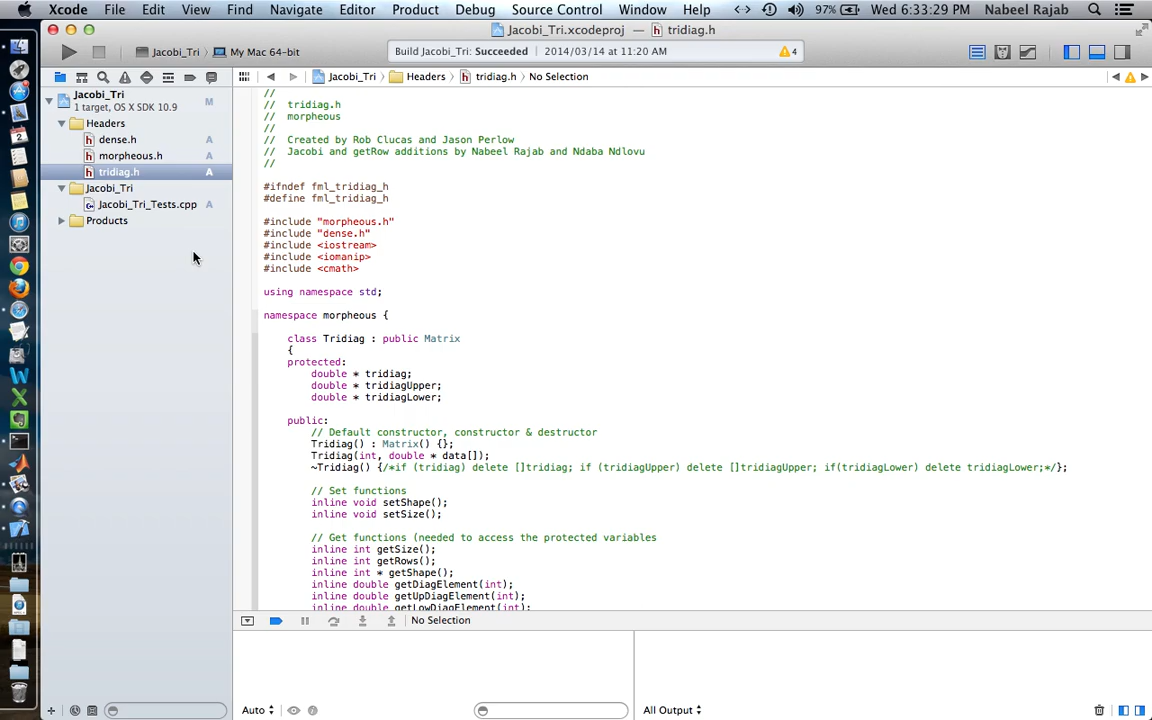 Xcode File Edit View Find Navigate Editor Product Debug Source Control Window Help 97% Wed 6:33:29 PM Nabeel Rajab
Jacobi_Tri.xcodeproj — tridiag.h
Jacobi_Tri › My Mac 64-bit
Build Jacobi_Tri: Succeeded 2014/03/14 at 11:20 AM 4
Jacobi_Tri › Headers › tridiag.h › No Selection
Jacobi_Tri M
1 target, OS X SDK 10.9
Headers
dense.h A
morpheous.h A
tridiag.h A
Jacobi_Tri
Jacobi_Tri_Tests.cpp A
Products
//
// tridiag.h
// morpheous
//
// Created by Rob Clucas and Jason Perlow
// Jacobi and getRow additions by Nabeel Rajab and Ndaba Ndlovu
//
#ifndef fml_tridiag_h
#define fml_tridiag_h
#include "morpheous.h"
#include "dense.h"
#include <iostream>
#include <iomanip>
#include <cmath>
using namespace std;
namespace morpheous {
class Tridiag : public Matrix
{
protected:
double * tridiag;
double * tridiagUpper;
double * tridiagLower;
public:
// Default constructor, constructor & destructor
Tridiag() : Matrix() {};
Tridiag(int, double * data[]);
~Tridiag() {/*if (tridiag) delete []tridiag; if (tridiagUpper) delete []tridiagUpper; if(tridiagLower) delete tridiagLower;*/};
// Set functions
inline void setShape();
inline void setSize();
// Get functions (needed to access the protected variables
inline int getSize();
inline int getRows();
inline int * getShape();
inline double getDiagElement(int);
inline double getUpDiagElement(int);
inline double getLowDiagElement(int);
No Selection
Auto
All Output